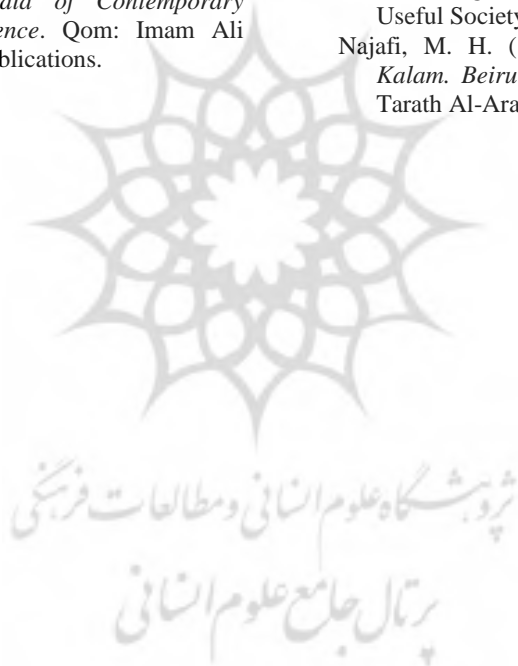 aia of Contemporary
ence. Qom: Imam Ali
blications.
Useful Society
Najafi, M. H. (
Kalam. Beiru
Tarath Al-Ara
پژوهشگاه علوم انسانی و مطالعات فرهنگی
پرتال جامع علوم انسانی